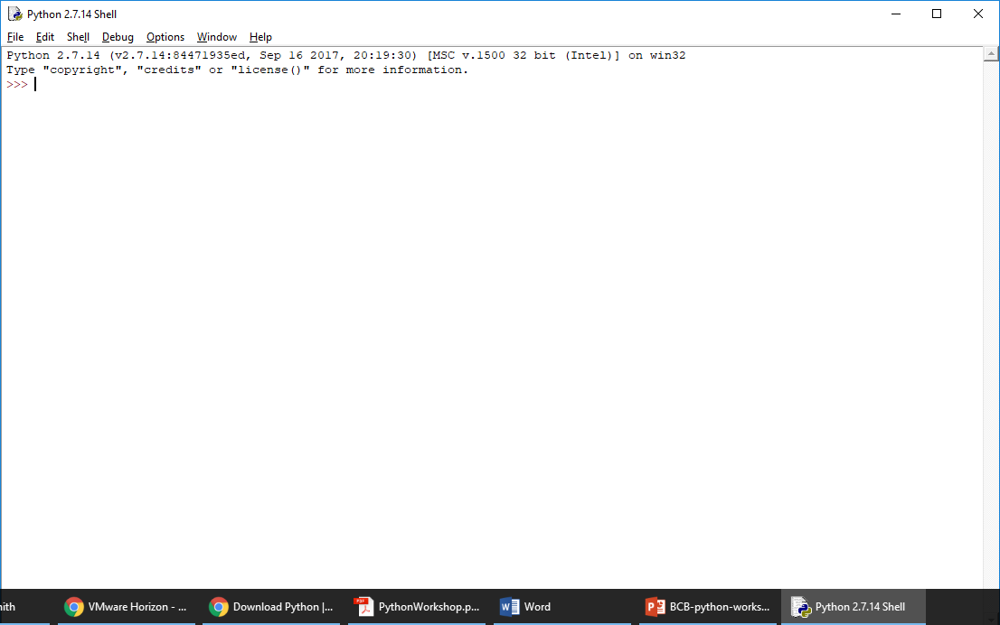 Python 2.7.14 Shell
File Edit Shell Debug Options Window Help
Python 2.7.14 (v2.7.14:84471935ed, Sep 16 2017, 20:19:30) [MSC v.1500 32 bit (Intel)] on win32
Type "copyright", "credits" or "license()" for more information.
>>>
ith VMware Horizon - ... Download Python |... PythonWorkshop.p... Word BCB-python-works... Python 2.7.14 Shell